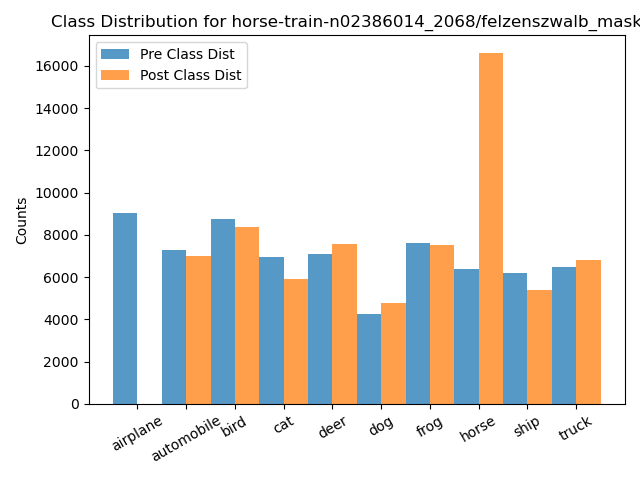 Class Distribution for horse-train-n02386014_2068/felzenszwalb_mask
Pre Class Dist
Post Class Dist
Counts
16000
14000
12000
10000
8000
6000
4000
2000
0
airplane
automobile
bird
cat
deer
dog
frog
horse
ship
truck